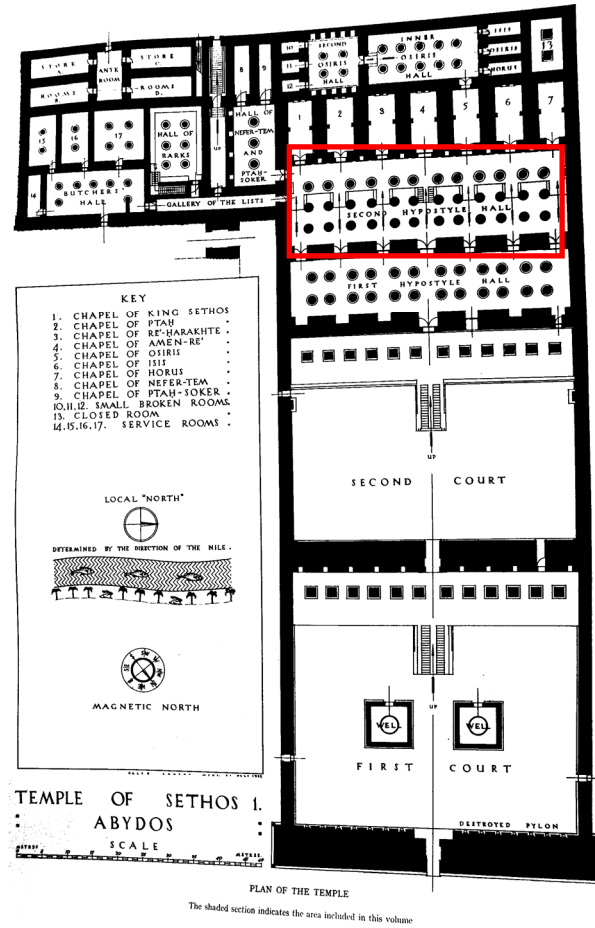 STORE A.
STORE C.
ROOMS B.
ROOMS D.
ANTE ROOM
UP
8
9
10
11
12
SECOND OSIRIS HALL
INNER OSIRIS HALL
ISIS
OSIRIS
HORUS
13
1
2
3
4
5
6
7
15
16
17
HALL OF BARKS
HALL OF NEFER-TEM AND PTAH-SOKER
14
BUTCHERS' HALL
GALLERY OF THE LISTS
SECOND HYPOSTYLE HALL
FIRST HYPOSTYLE HALL
KEY
1. CHAPEL OF KING SETHOS
2. CHAPEL OF PTAH
3. CHAPEL OF RE'-HARAKHTE.
4. CHAPEL OF AMEN-RE'
5. CHAPEL OF OSIRIS
6. CHAPEL OF ISIS
7. CHAPEL OF HORUS
8. CHAPEL OF NEFER-TEM
9. CHAPEL OF PTAH-SOKER
10,11,12. SMALL BROKEN ROOMS.
13. CLOSED ROOM
14,15,16,17. SERVICE ROOMS
UP
SECOND COURT
LOCAL "NORTH"
DETERMINED BY THE DIRECTION OF THE NILE.
MAGNETIC NORTH
UP
WELL
WELL
FIRST COURT
DESTROYED PYLON
TEMPLE OF SETHOS 1.
ABYDOS
SCALE
METRES
METRES.
PLAN OF THE TEMPLE
The shaded section indicates the area included in this volume